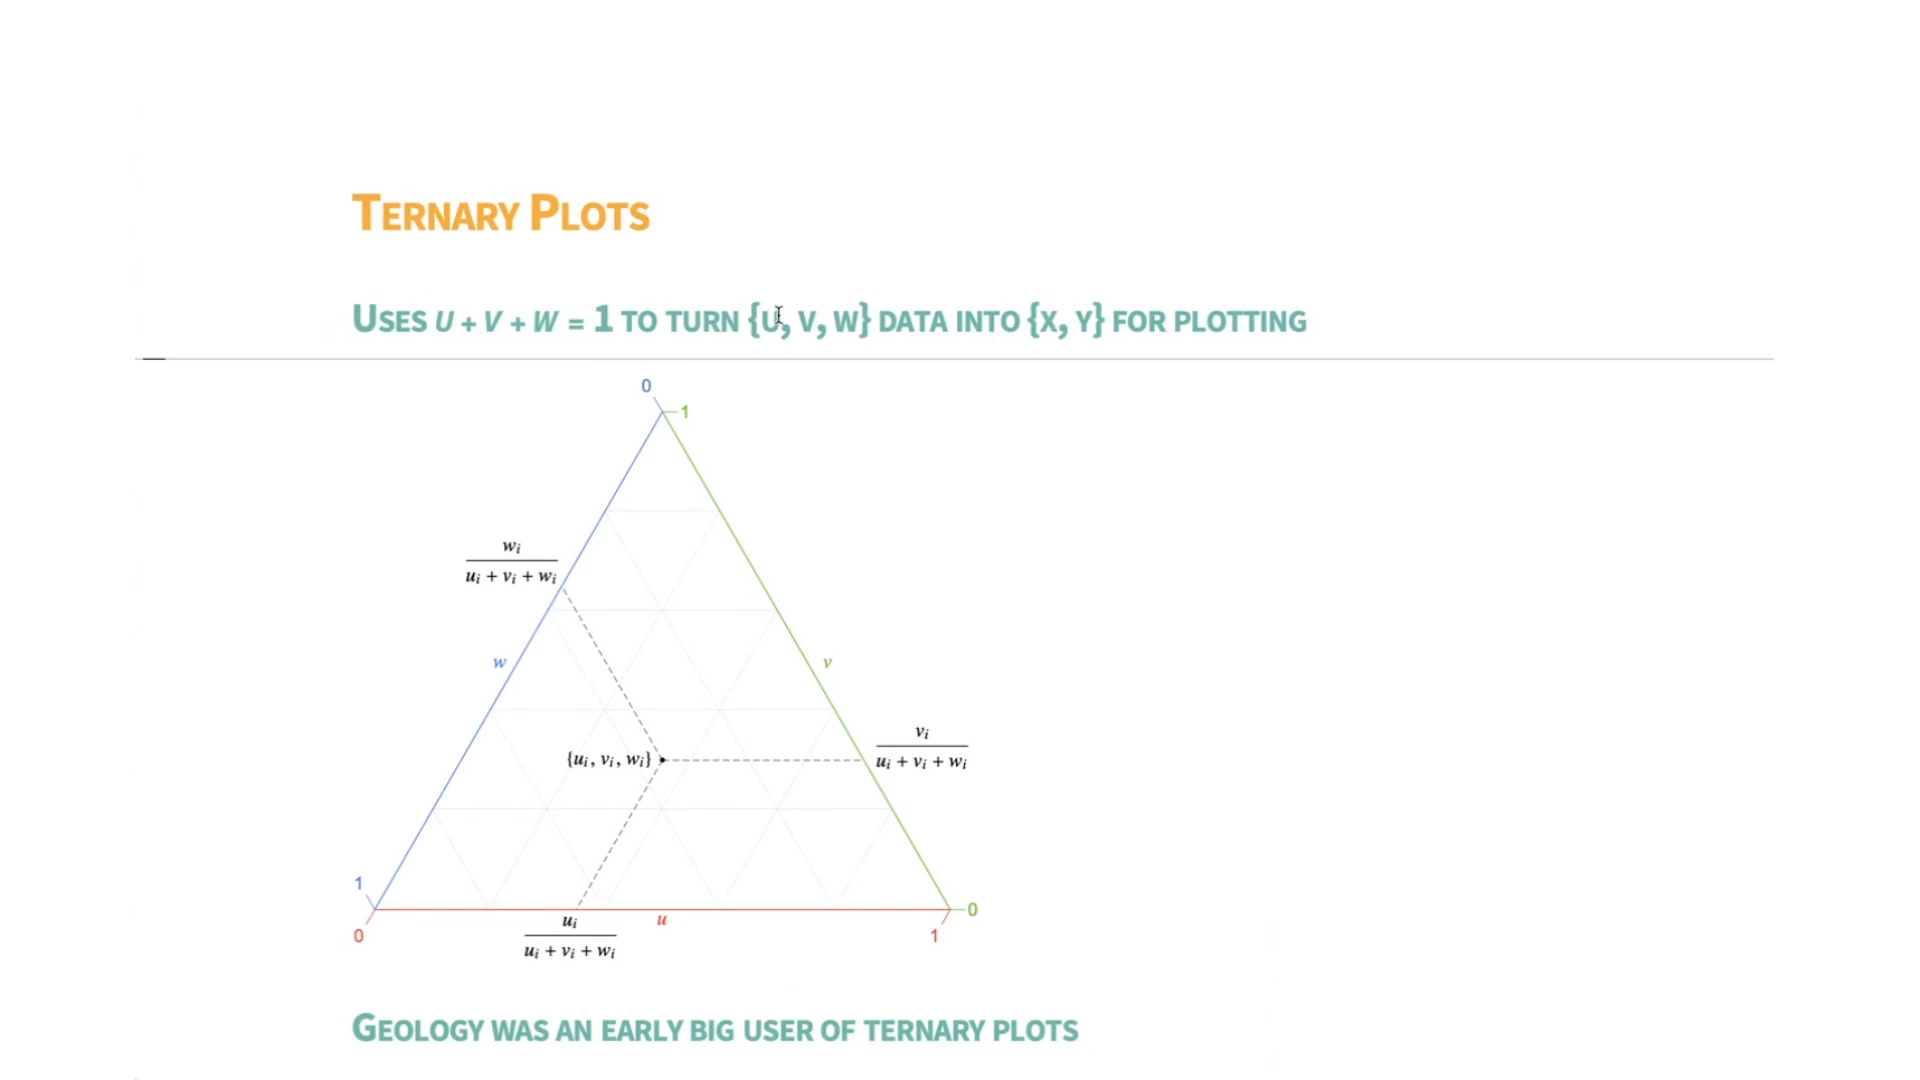 TERNARY PLOTS
USES U + V + W = 1 TO TURN {U, V, W} DATA INTO {X, Y} FOR PLOTTING
0
1
wᵢ
uᵢ + vᵢ + wᵢ
w
v
vᵢ
{uᵢ, vᵢ, wᵢ}
uᵢ + vᵢ + wᵢ
1
0
uᵢ
u
0
1
uᵢ + vᵢ + wᵢ
GEOLOGY WAS AN EARLY BIG USER OF TERNARY PLOTS